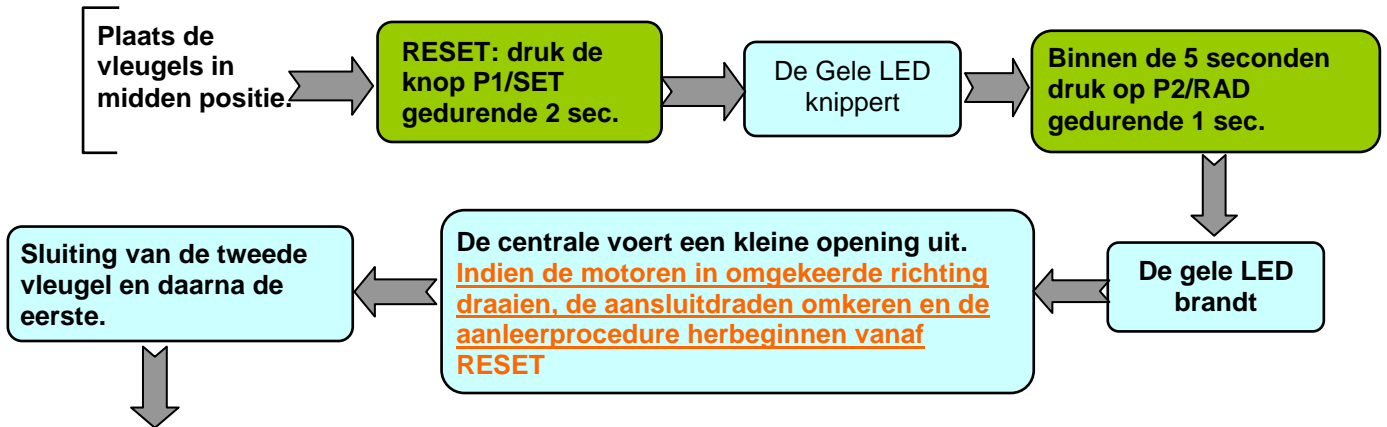 Plaats de
vleugels in
midden positie.
RESET: druk de
knop P1/SET
gedurende 2 sec.
De Gele LED
knippert
Binnen de 5 seconden
druk op P2/RAD
gedurende 1 sec.
De gele LED
brandt
De centrale voert een kleine opening uit.
Indien de motoren in omgekeerde richting
draaien, de aansluitdraden omkeren en de
aanleerprocedure herbeginnen vanaf
RESET
Sluiting van de tweede
vleugel en daarna de
eerste.